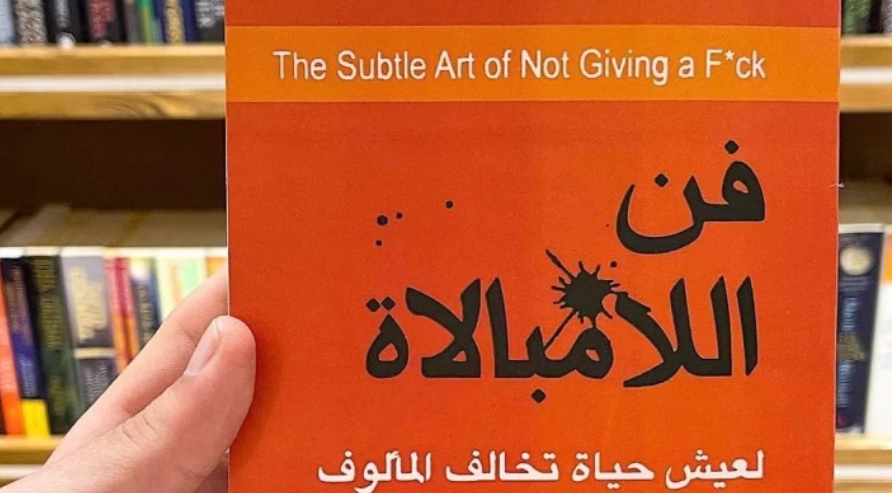 The Subtle Art of Not Giving a F*ck
فن
اللامبالاة
لعيش حياة تخالف المألوف